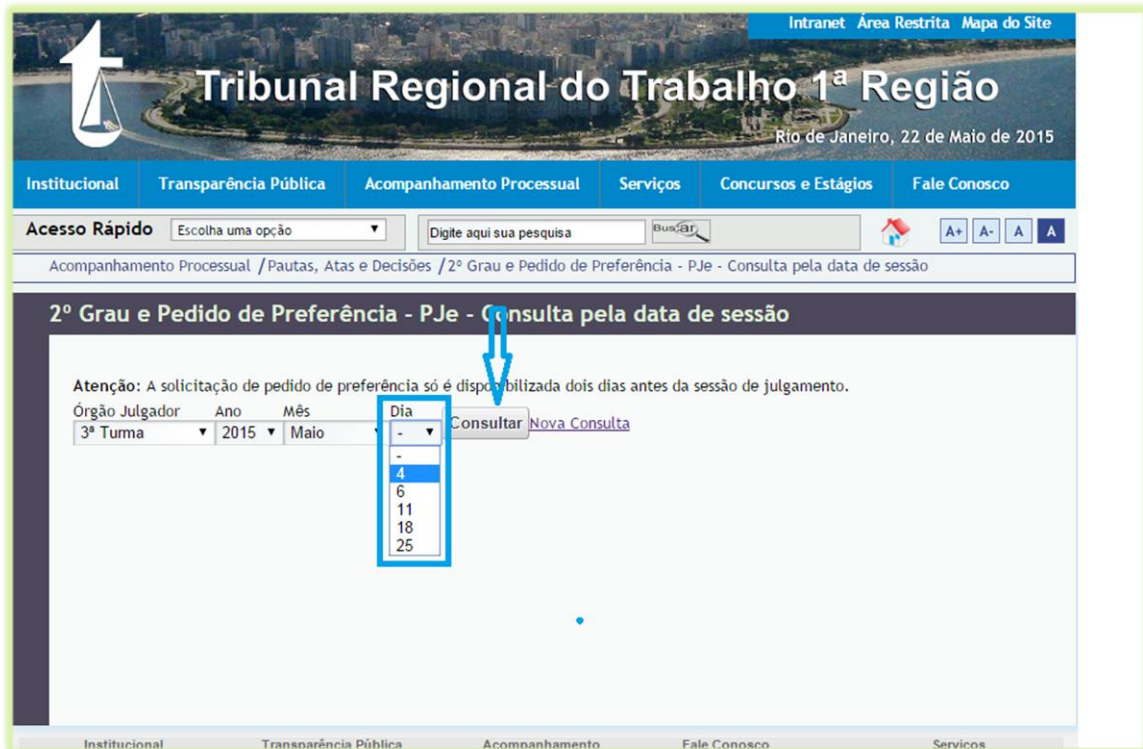 Intranet Área Restrita Mapa do Site
Tribunal Regional do Trabalho 1ª Região
Rio de Janeiro, 22 de Maio de 2015
Institucional Transparência Pública Acompanhamento Processual Serviços Concursos e Estágios Fale Conosco
Acesso Rápido Escolha uma opção Digite aqui sua pesquisa Buscar A+ A- A A
Acompanhamento Processual / Pautas, Atas e Decisões / 2º Grau e Pedido de Preferência - PJe - Consulta pela data de sessão
2º Grau e Pedido de Preferência - PJe - Consulta pela data de sessão
Atenção: A solicitação de pedido de preferência só é disponibilizada dois dias antes da sessão de julgamento.
Órgão Julgador Ano Mês Dia
3ª Turma 2015 Maio - Consultar Nova Consulta
-
4
6
11
18
25
Institucional Transparência Pública Acompanhamento Fale Conosco Serviços